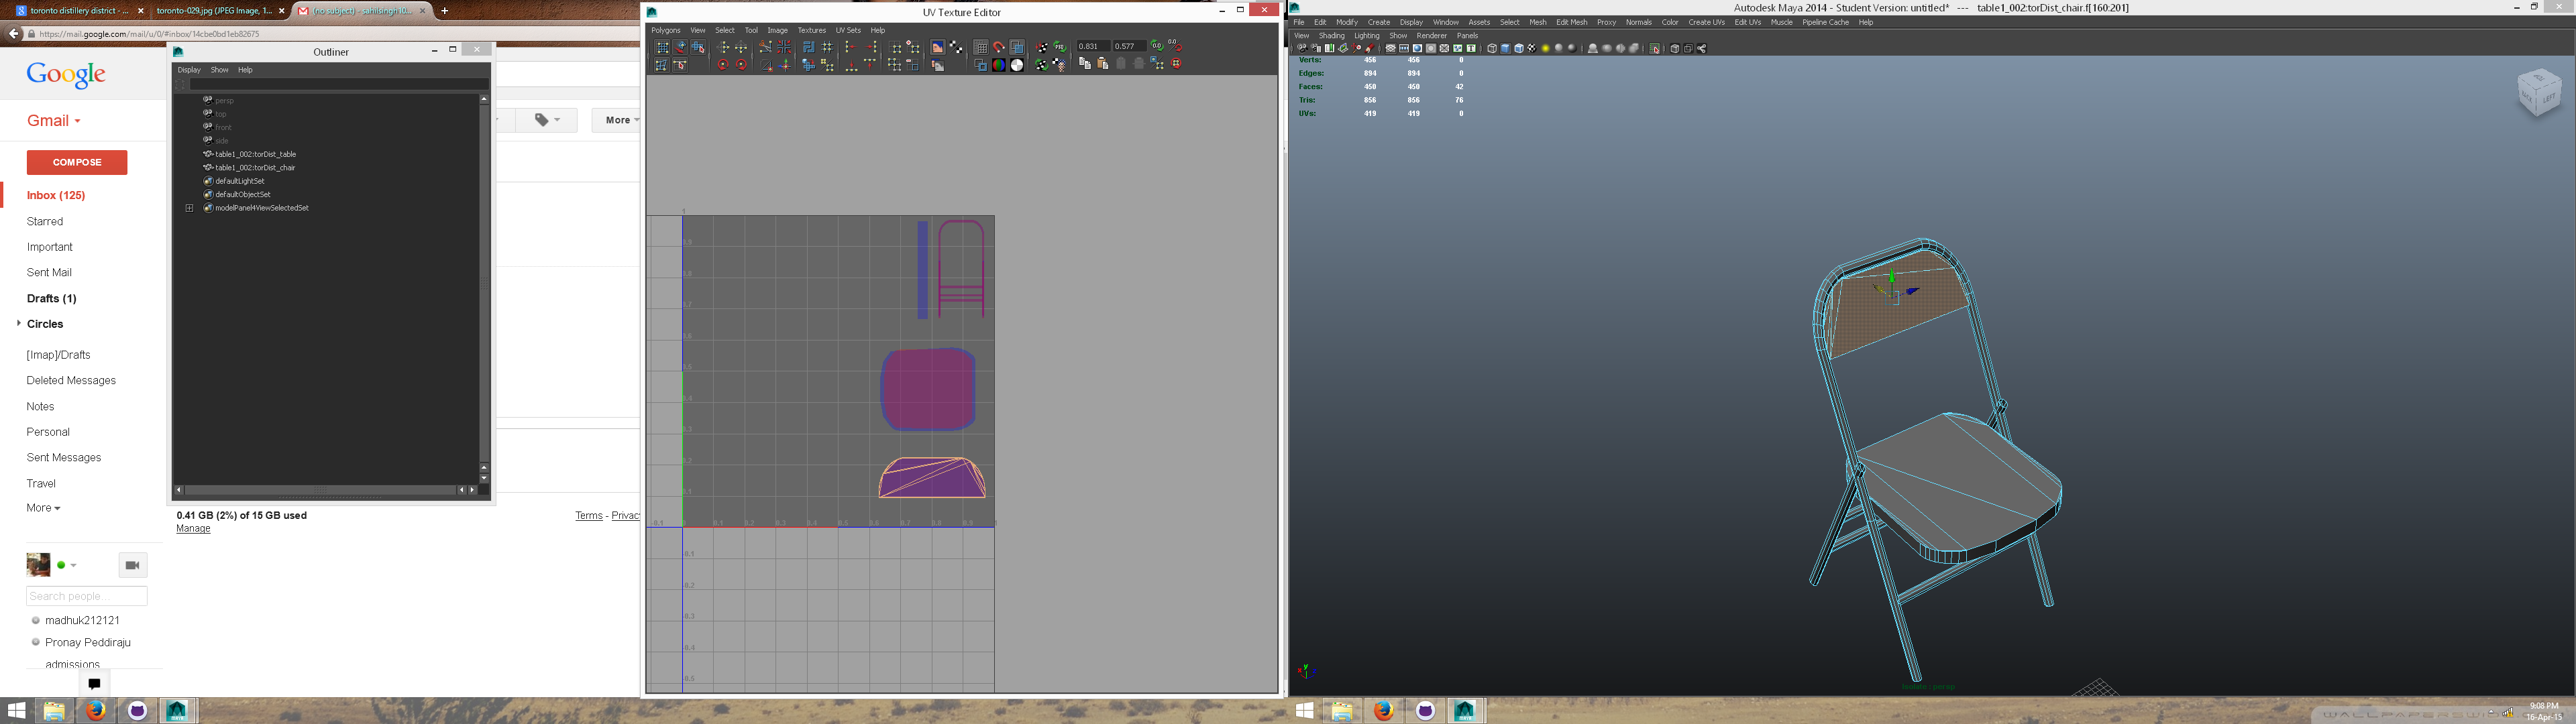 toronto distillery district - ...
toronto-029.jpg (JPEG Image, 1...
(no subject) - sahilsingh10...
https://mail.google.com/mail/u/0/#inbox/14cbe0bd1eb82675
Google
Gmail
More
COMPOSE
Inbox (125)
Starred
Important
Sent Mail
Drafts (1)
Circles
[Imap]/Drafts
Deleted Messages
Notes
Personal
Sent Messages
Travel
More
Search people...
madhuk212121
Pronay Peddiraju
admissions
0.41 GB (2%) of 15 GB used
Manage
Terms - Privacy
Outliner
Display Show Help
persp
top
front
side
table1_002:torDist_table
table1_002:torDist_chair
defaultLightSet
defaultObjectSet
modelPanel4ViewSelectedSet
UV Texture Editor
Polygons View Select Tool Image Textures UV Sets Help
0.831 0.577
Autodesk Maya 2014 - Student Version: untitled* --- table1_002:torDist_chair.f[160:201]
File Edit Modify Create Display Window Assets Select Mesh Edit Mesh Proxy Normals Color Create UVs Edit UVs Muscle Pipeline Cache Help
View Shading Lighting Show Renderer Panels
Verts: 456 456 0
Edges: 894 894 0
Faces: 450 450 42
Tris: 856 856 76
UVs: 419 419 0
BACK LEFT
9:08 PM
16-Apr-15